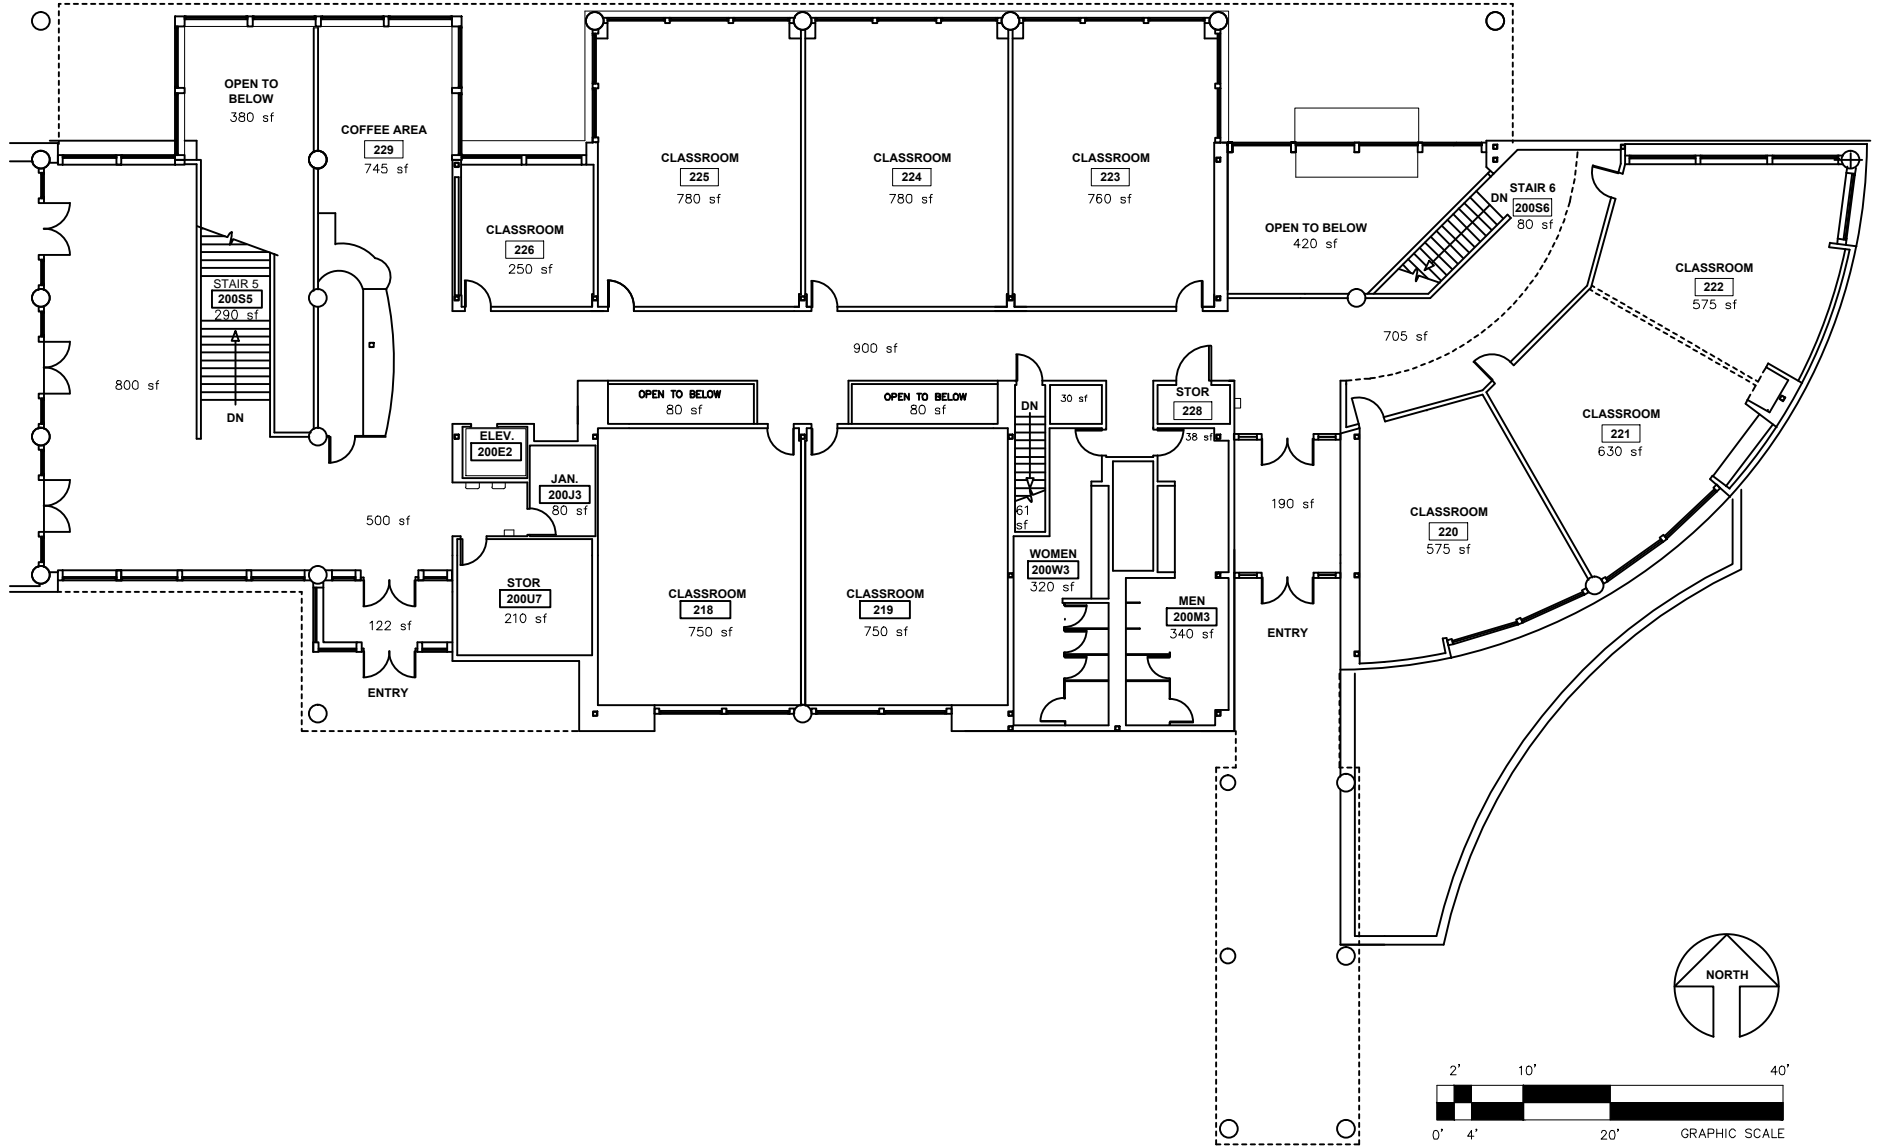 OPEN TO
BELOW
380 sf
COFFEE AREA
229
745 sf
CLASSROOM
225
780 sf
CLASSROOM
224
780 sf
CLASSROOM
223
760 sf
CLASSROOM
226
250 sf
OPEN TO BELOW
420 sf
DN
STAIR 6
200S6
80 sf
CLASSROOM
222
575 sf
STAIR 5
200S5
290 sf
DN
800 sf
900 sf
705 sf
OPEN TO BELOW
80 sf
OPEN TO BELOW
80 sf
DN
30 sf
STOR
228
38 sf
CLASSROOM
221
630 sf
ELEV.
200E2
JAN.
200J3
80 sf
500 sf
61
sf
190 sf
CLASSROOM
220
575 sf
STOR
200U7
210 sf
122 sf
ENTRY
CLASSROOM
218
750 sf
CLASSROOM
219
750 sf
WOMEN
200W3
320 sf
MEN
200M3
340 sf
ENTRY
NORTH
2' 10' 40'
0' 4' 20' GRAPHIC SCALE